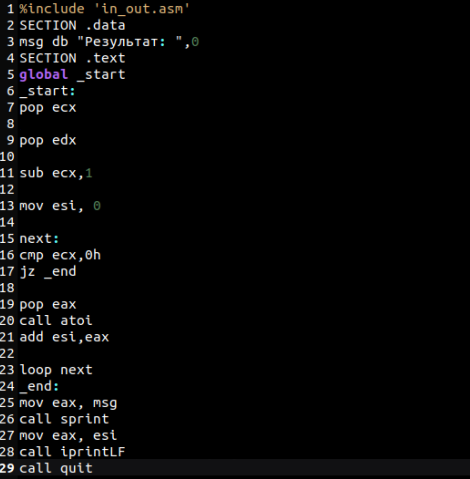 1 %include 'in_out.asm'
2 SECTION .data
3 msg db "Результат: ",0
4 SECTION .text
5 global _start
6 _start:
7 pop ecx
8
9 pop edx
10
11 sub ecx,1
12
13 mov esi, 0
14
15 next:
16 cmp ecx,0h
17 jz _end
18
19 pop eax
20 call atoi
21 add esi,eax
22
23 loop next
24 _end:
25 mov eax, msg
26 call sprint
27 mov eax, esi
28 call iprintLF
29 call quit